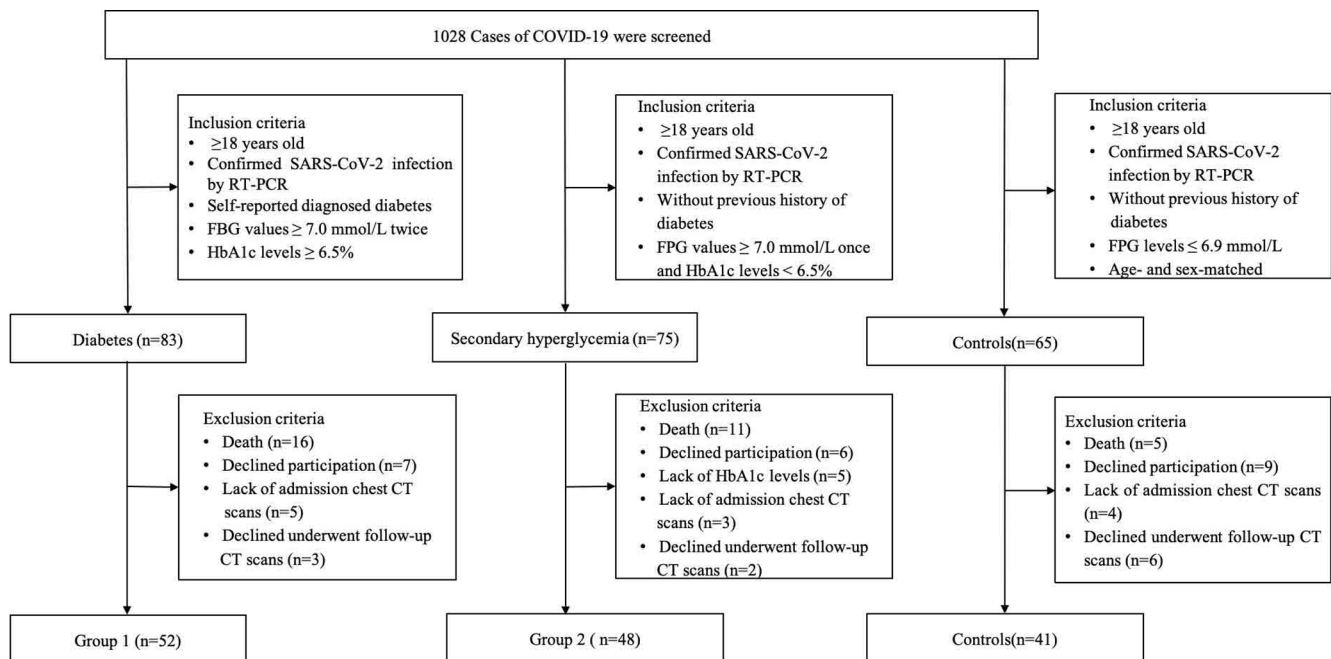 1028 Cases of COVID-19 were screened
Inclusion criteria
• ≥18 years old
• Confirmed SARS-CoV-2 infection
by RT-PCR
• Self-reported diagnosed diabetes
• FBG values ≥ 7.0 mmol/L twice
• HbA1c levels ≥ 6.5%
Inclusion criteria
• ≥18 years old
• Confirmed SARS-CoV-2
infection by RT-PCR
• Without previous history of
diabetes
• FPG values ≥ 7.0 mmol/L once
and HbA1c levels < 6.5%
Inclusion criteria
• ≥18 years old
• Confirmed SARS-CoV-2
infection by RT-PCR
• Without previous history of
diabetes
• FPG levels ≤ 6.9 mmol/L
• Age- and sex-matched
Diabetes (n=83)
Secondary hyperglycemia (n=75)
Controls(n=65)
Exclusion criteria
• Death (n=16)
• Declined participation (n=7)
• Lack of admission chest CT
scans (n=5)
• Declined underwent follow-up
CT scans (n=3)
Exclusion criteria
• Death (n=11)
• Declined participation (n=6)
• Lack of HbA1c levels (n=5)
• Lack of admission chest CT
scans (n=3)
• Declined underwent follow-up
CT scans (n=2)
Exclusion criteria
• Death (n=5)
• Declined participation (n=9)
• Lack of admission chest CT scans
(n=4)
• Declined underwent follow-up CT
scans (n=6)
Group 1 (n=52)
Group 2 ( n=48)
Controls(n=41)